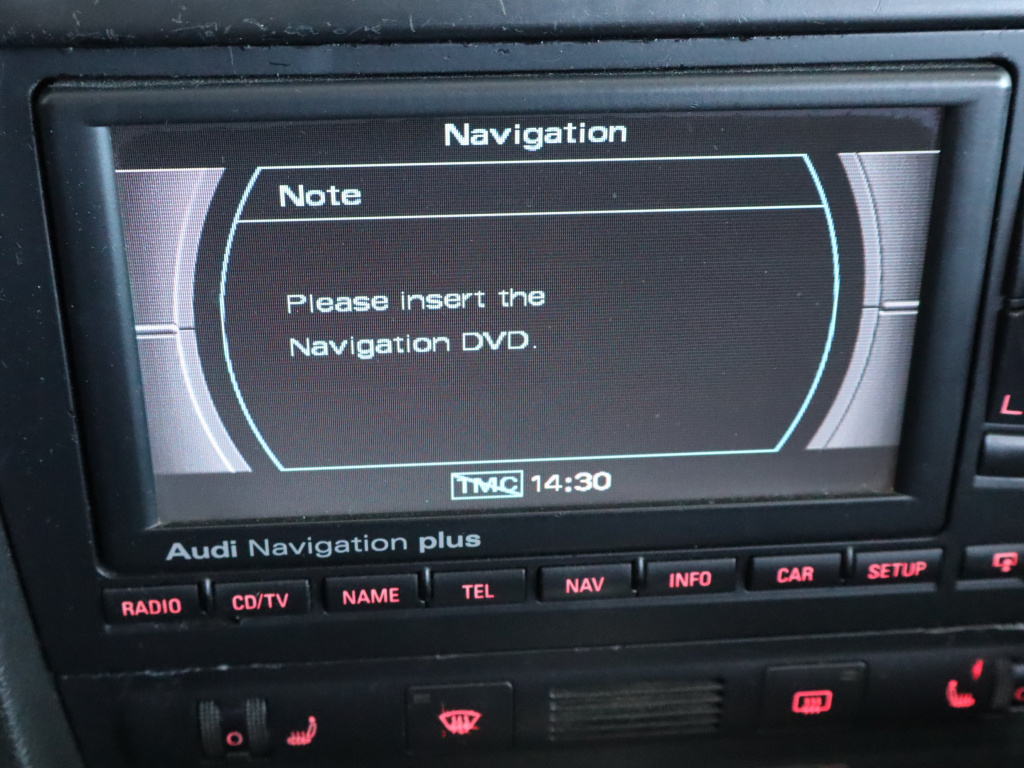 Navigation
Note
Please insert the
Navigation DVD.
TMC 14:30
Audi Navigation plus
RADIO CD/TV NAME TEL NAV INFO CAR SETUP
L